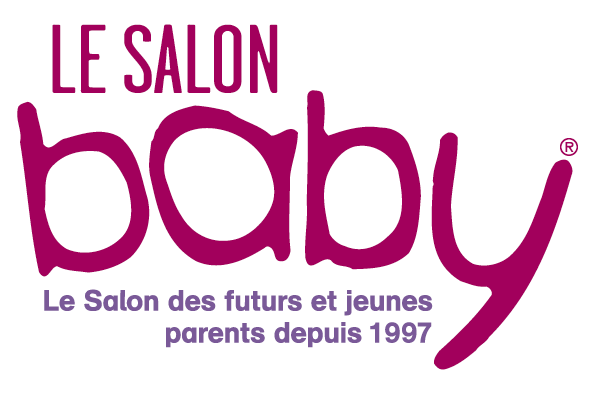 LE SALON
baby®
Le Salon des futurs et jeunes
parents depuis 1997